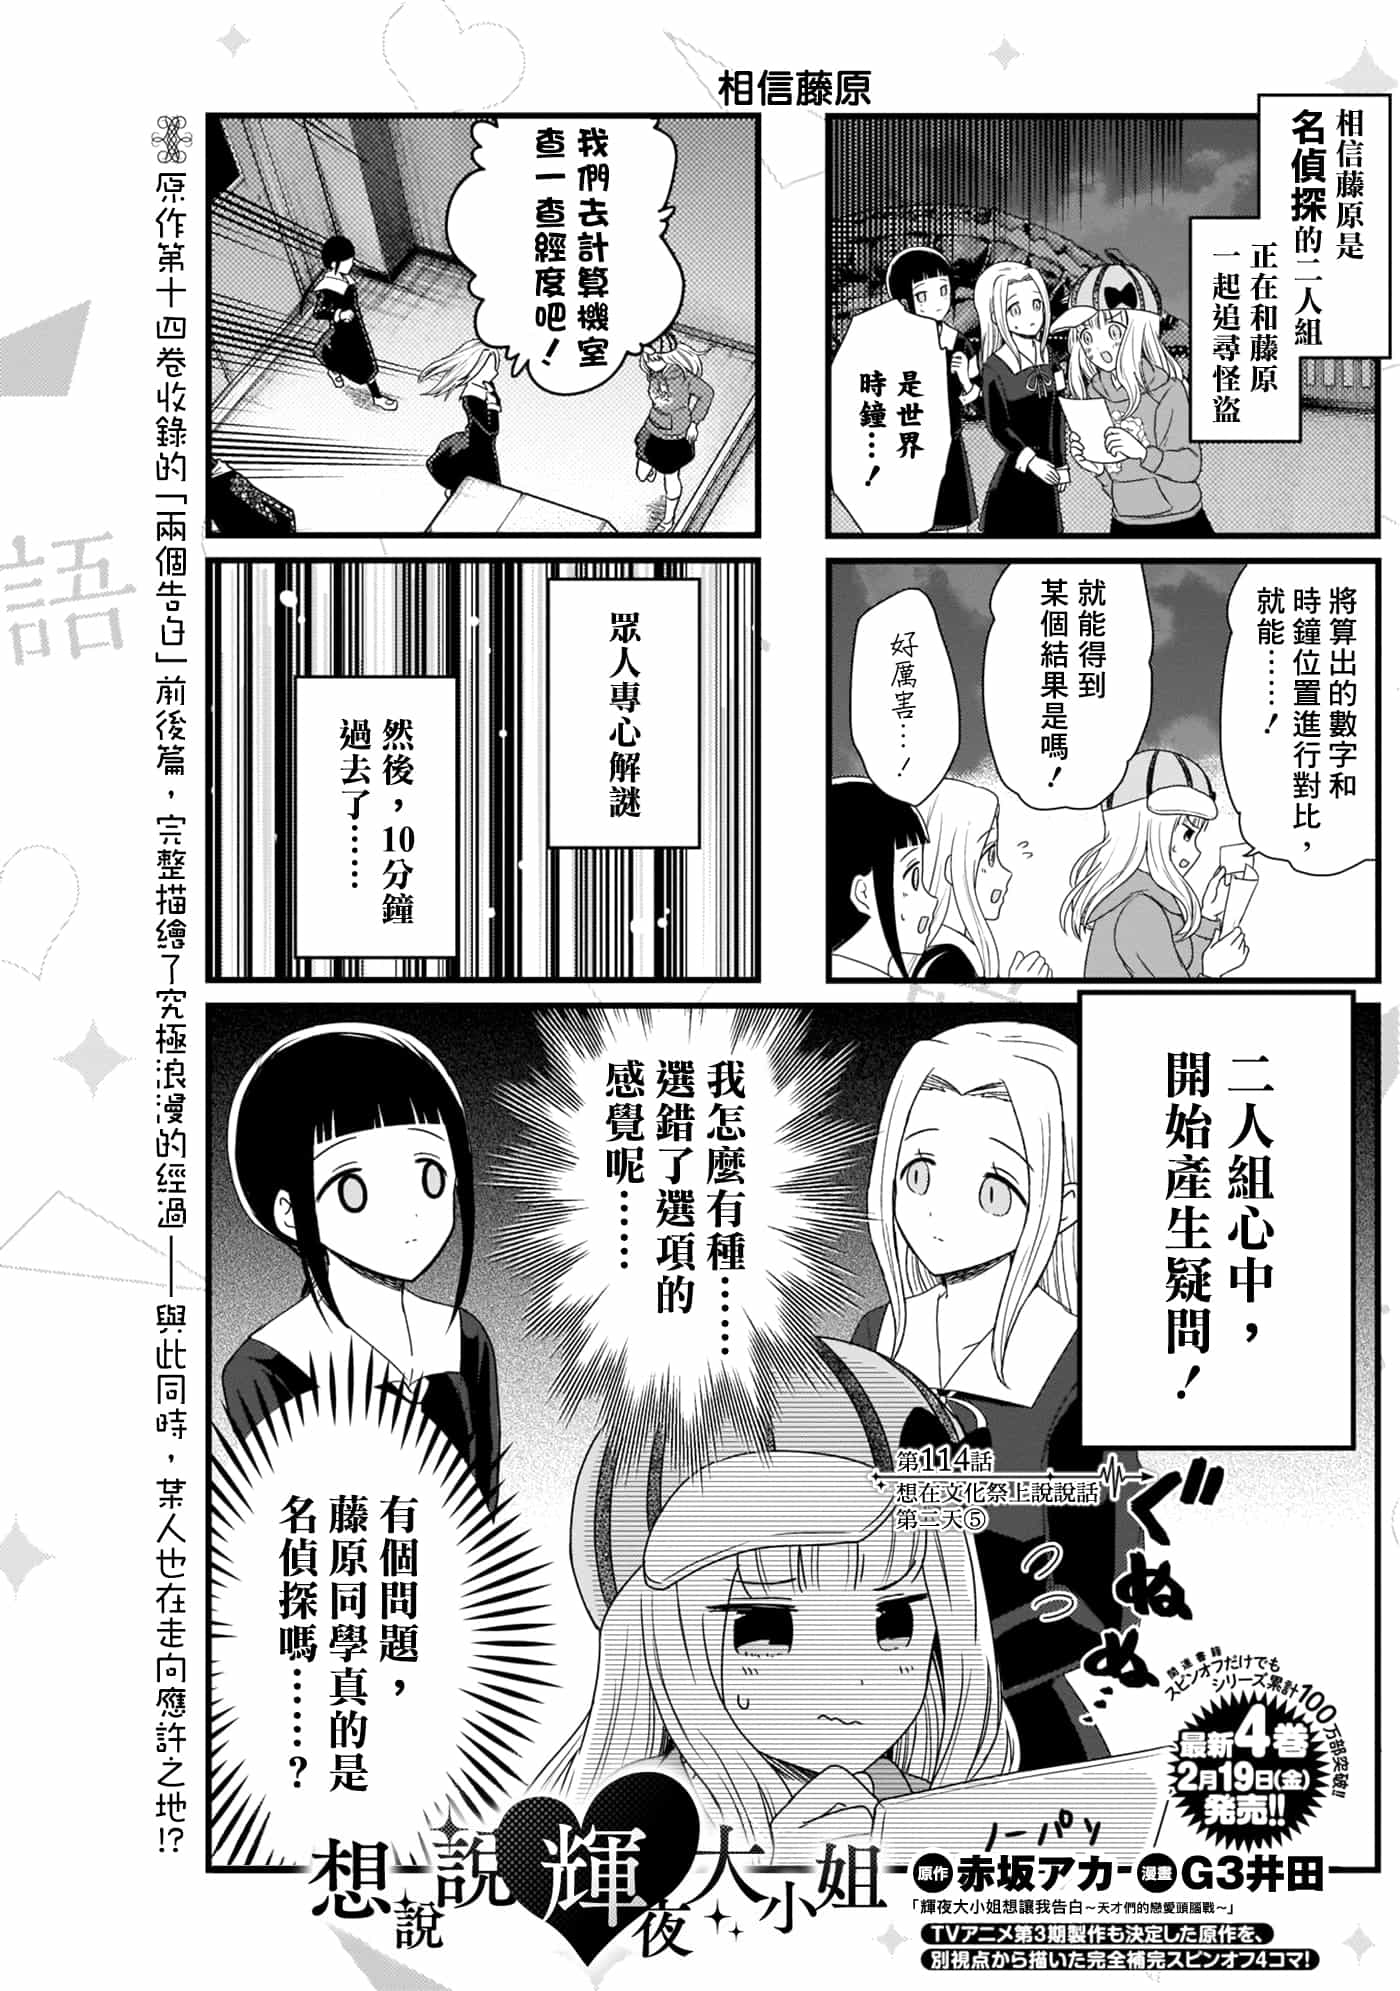 相信藤原
相信藤原是
名偵探的二人組
正在和藤原
一起追尋怪盜
是世界
時鐘…！
將算出的數字和
時鐘位置進行對比，
就能……！
就能得到
某個結果是嗎！
好厲害…！
我們去計算機室
查一查經度吧！
眾人專心解謎
然後，10分鐘
過去了……
二人組心中，
開始產生疑問！
我怎麼有種……
選錯了選項的
感覺呢……
有個問題，
藤原同學真的是
名偵探嗎……？
ぐぬぬぬ…
ノーパソ
第114話
想在文化祭上說說話
第二天⑤
原作第十四卷收錄的「兩個告白」前後篇，完整描繪了究極浪漫的經過——與此同時，某人也在走向應許之地!?
語
関連書籍
スピンオフだけでも
シリーズ累計100万部突破!!
最新4巻
2月19日(金)
発売!!
想說說輝夜大小姐
原作 赤坂アカ 漫畫 G3井田
「輝夜大小姐想讓我告白～天才們的戀愛頭腦戰～」
TVアニメ第3期製作も決定した原作を、
別視点から描いた完全補完スピンオフ4コマ！